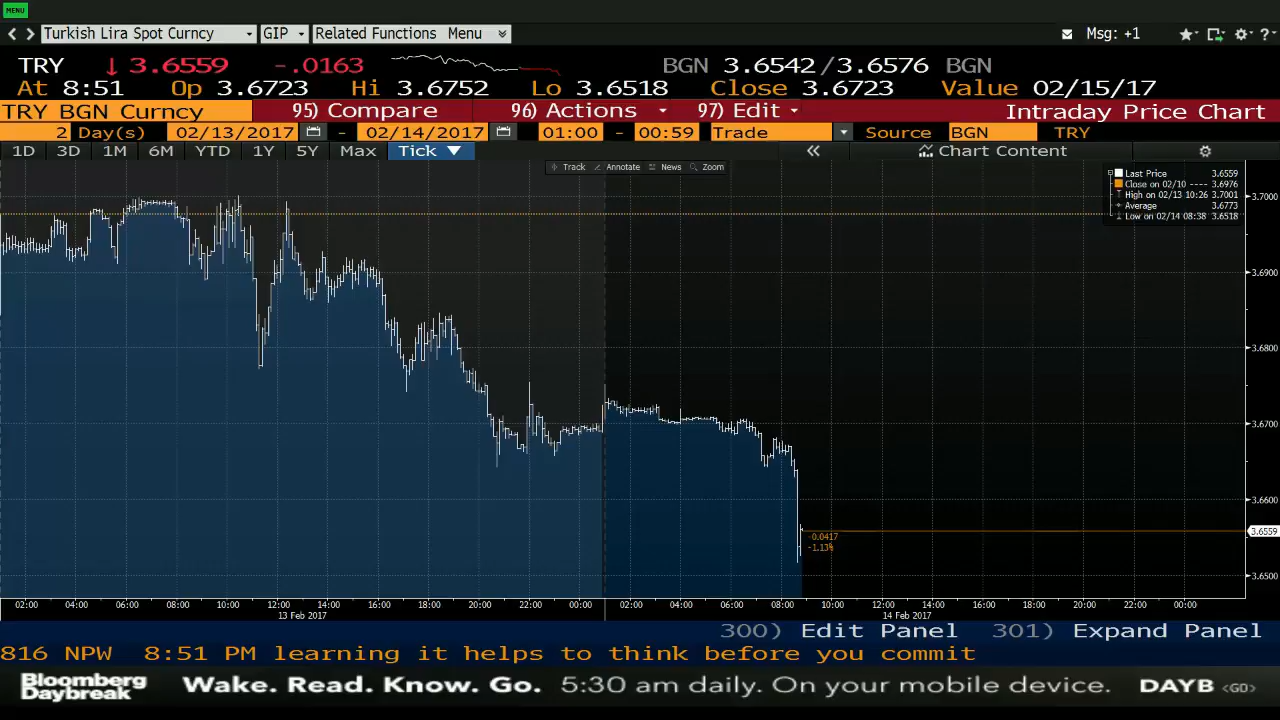 MENU
Turkish Lira Spot Curncy GIP Related Functions Menu Msg: +1 ?
TRY ↓ 3.6559 -.0163 BGN 3.6542/3.6576 BGN
At 8:51 Op 3.6723 Hi 3.6752 Lo 3.6518 Close 3.6723 Value 02/15/17
TRY BGN Curncy 95) Compare 96) Actions 97) Edit Intraday Price Chart
2 Day(s) 02/13/2017 - 02/14/2017 01:00 - 00:59 Trade Source BGN TRY
1D 3D 1M 6M YTD 1Y 5Y Max Tick ▼ « Chart Content
Track Annotate News Zoom
Last Price 3.6559
Close on 02/10 ---- 3.6976
High on 02/13 10:26 3.7001
Average 3.6773
Low on 02/14 08:38 3.6518
3.7000
3.6900
3.6800
3.6700
3.6600
3.6559
3.6500
-0.0417
-1.13%
02:00 04:00 06:00 08:00 10:00 12:00 14:00 16:00 18:00 20:00 22:00 00:00 02:00 04:00 06:00 08:00 10:00 12:00 14:00 16:00 18:00 20:00 22:00 00:00
13 Feb 2017 14 Feb 2017
300) Edit Panel 301) Expand Panel
816 NPW 8:51 PM learning it helps to think before you commit
Bloomberg
Daybreak
Wake. Read. Know. Go. 5:30 am daily. On your mobile device. DAYB <GO>